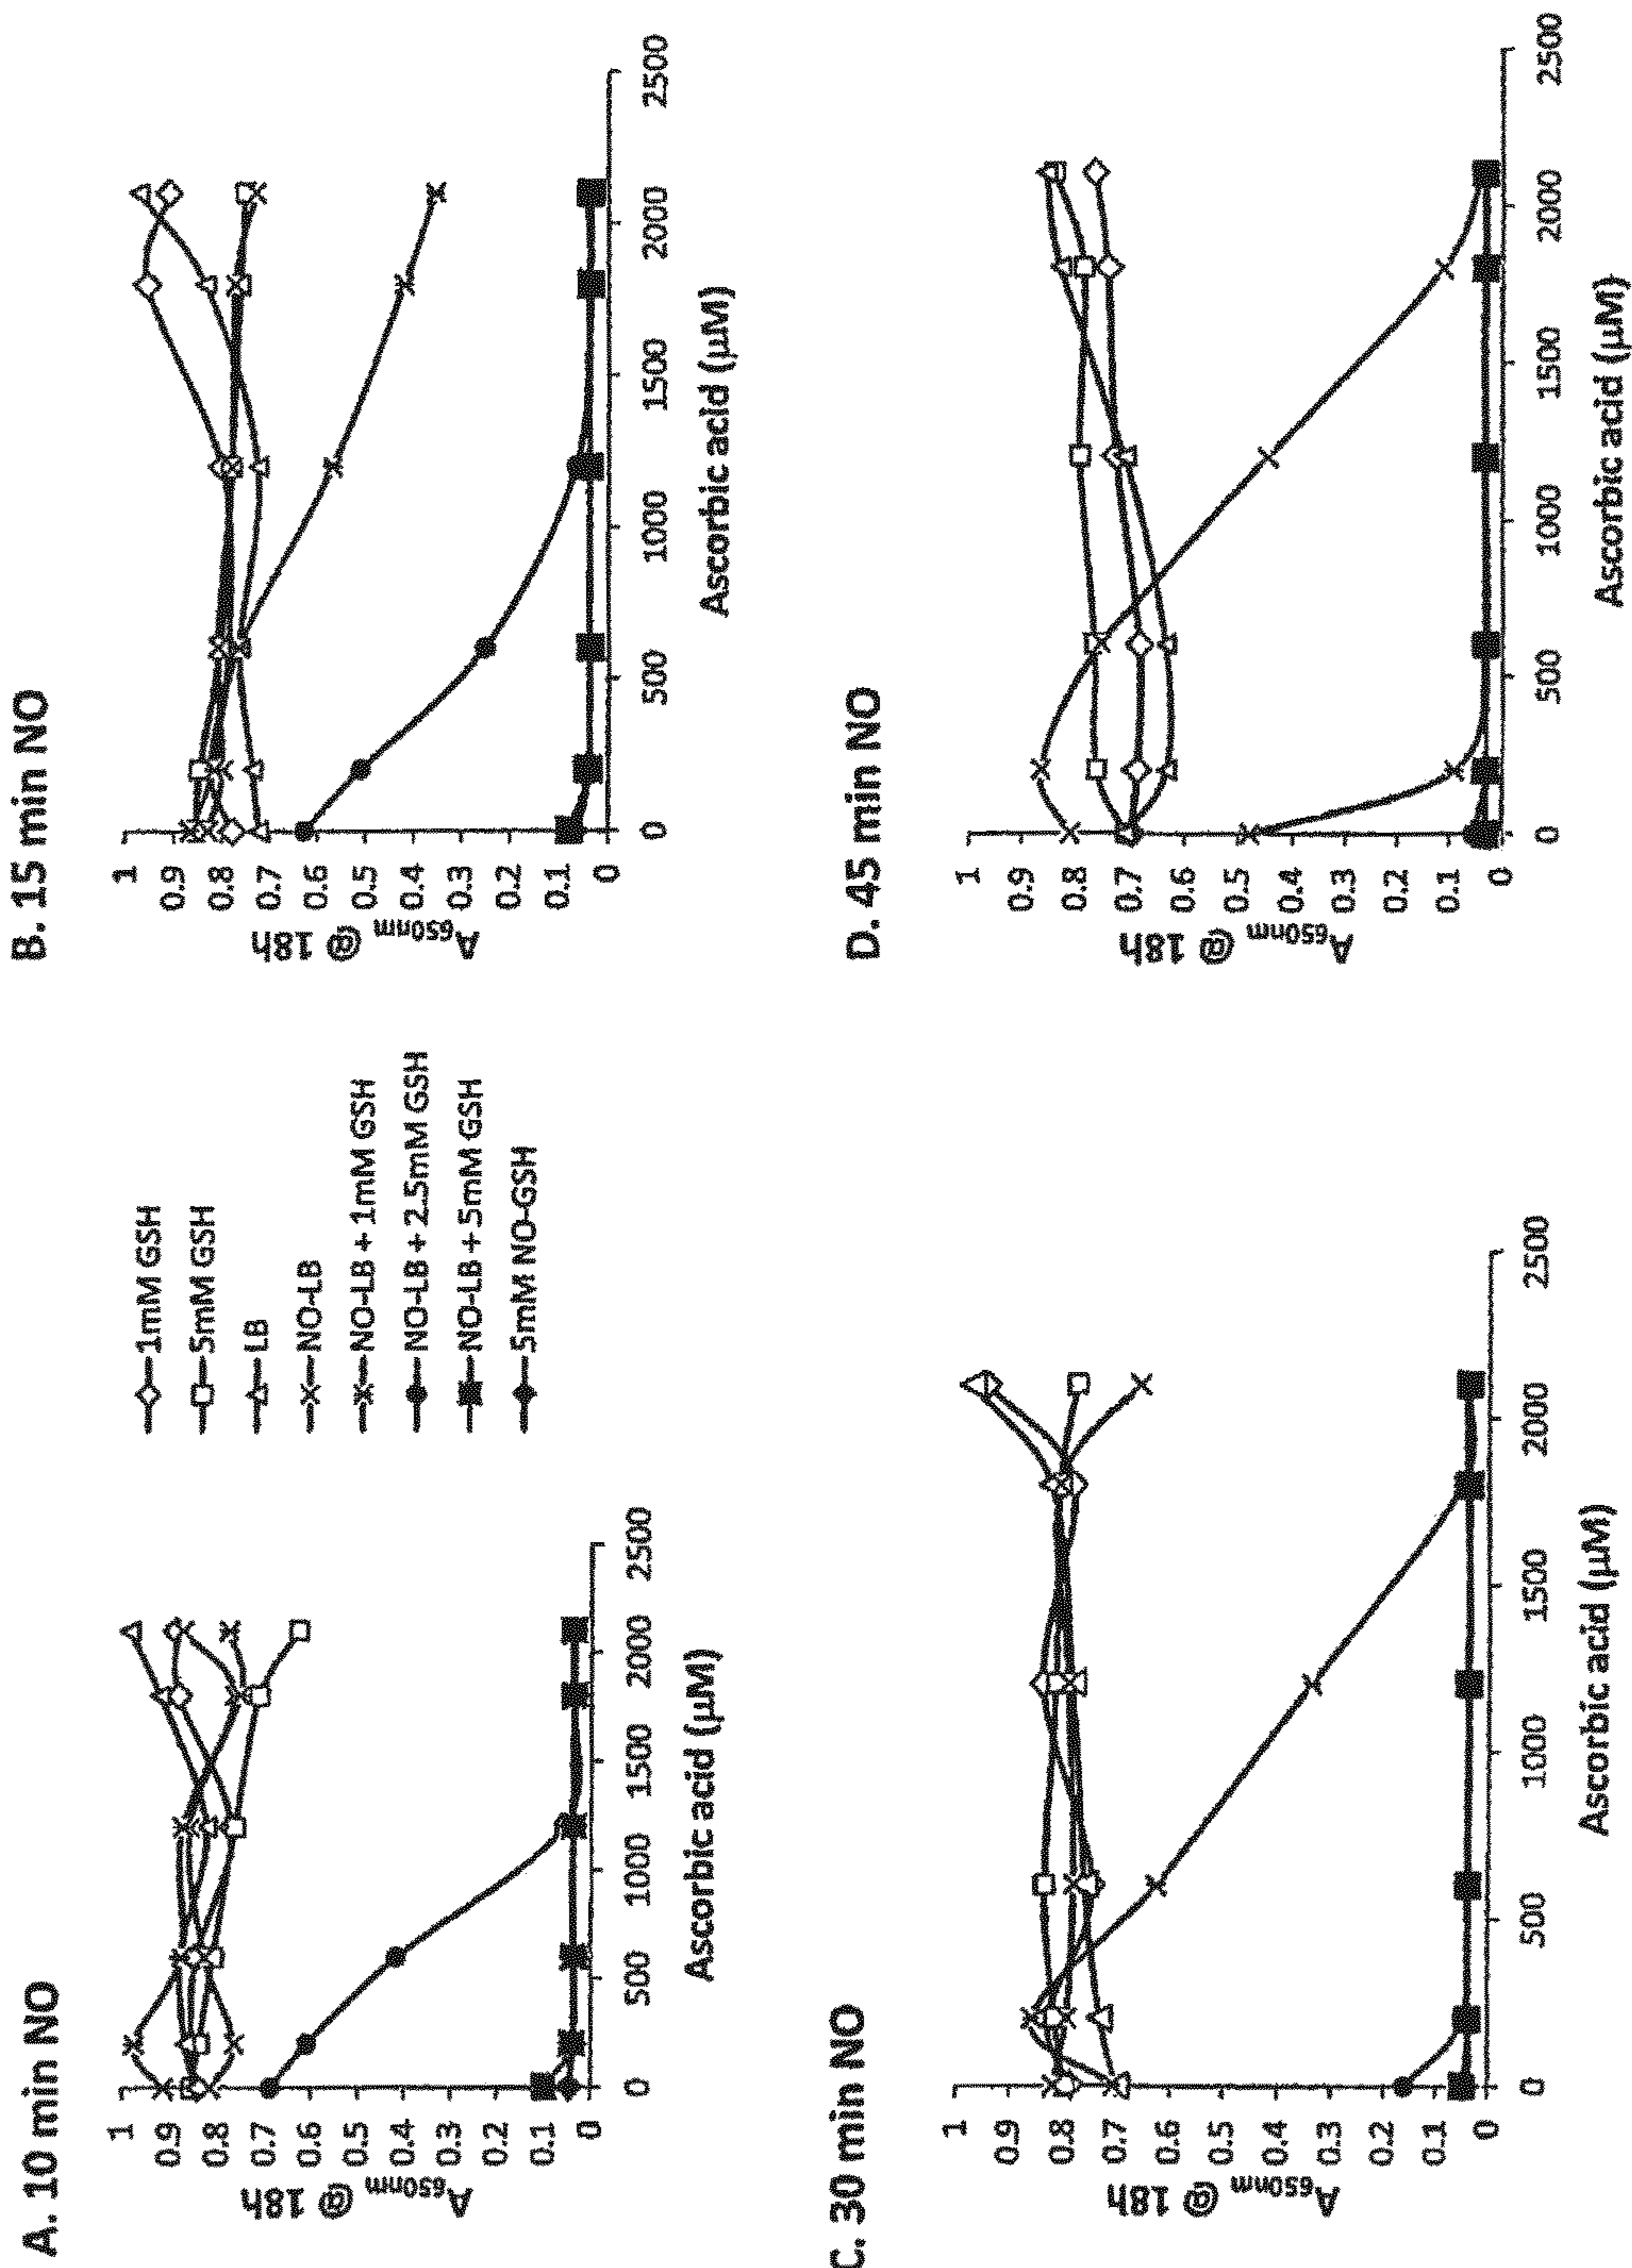 A. 10 min NO
A650nm @ 18h
1
0.9
0.8
0.7
0.6
0.5
0.4
0.3
0.2
0.1
0
0 500 1000 1500 2000 2500
Ascorbic acid (µM)
1mM GSH
5mM GSH
LB
NO-LB
NO-LB + 1mM GSH
NO-LB + 2.5mM GSH
NO-LB + 5mM GSH
5mM NO-GSH
B. 15 min NO
A650nm @ 18h
1
0.9
0.8
0.7
0.6
0.5
0.4
0.3
0.2
0.1
0
0 500 1000 1500 2000 2500
Ascorbic acid (µM)
C. 30 min NO
A650nm @ 18h
1
0.9
0.8
0.7
0.6
0.5
0.4
0.3
0.2
0.1
0
0 500 1000 1500 2000 2500
Ascorbic acid (µM)
D. 45 min NO
A650nm @ 18h
1
0.9
0.8
0.7
0.6
0.5
0.4
0.3
0.2
0.1
0
0 500 1000 1500 2000 2500
Ascorbic acid (µM)